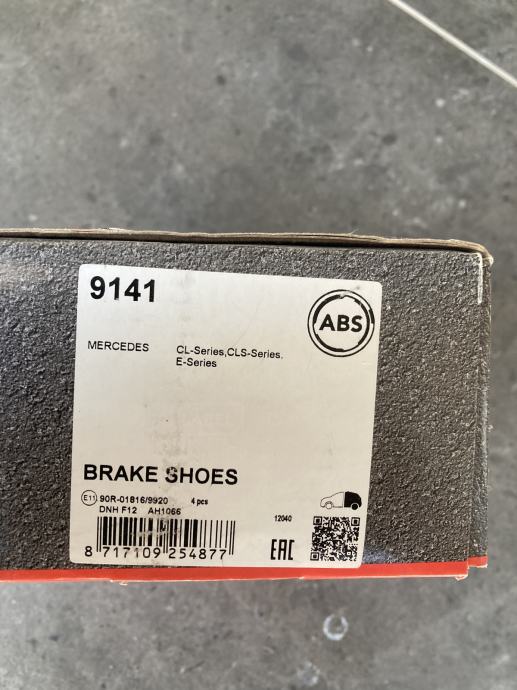 9141
ABS
MERCEDES CL-Series,CLS-Series.
E-Series
BRAKE SHOES
E11 90R-01816/9920 4 pcs
DNH F12 AH1066
12040
8 717109 254877
EAC